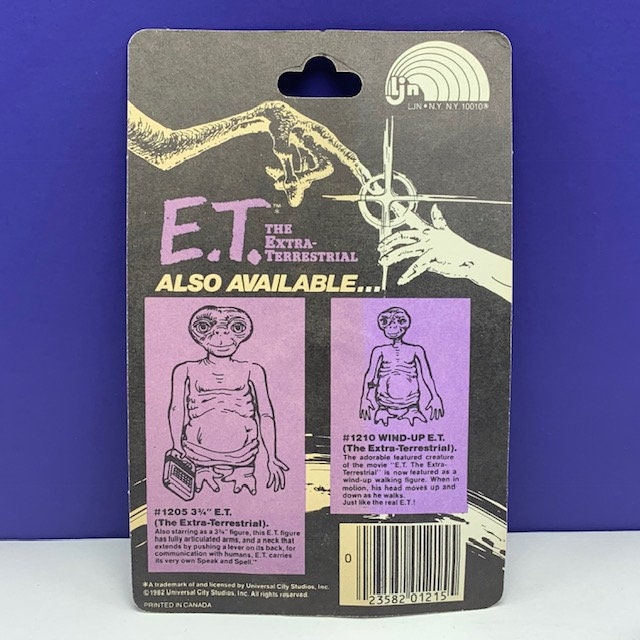 ljn
LJN • N.Y. N.Y. 10010®
E.T.™
THE
EXTRA-
TERRESTRIAL
ALSO AVAILABLE...
#1205 3¾" E.T.
(The Extra-Terrestrial).
Also starring as a 3¾" figure, this E.T. figure
has fully articulated arms, and a neck that
extends by pushing a lever on its back, for
communication with humans, E.T. carries
its very own Speak and Spell."
#1210 WIND-UP E.T.
(The Extra-Terrestrial).
The adorable featured creature
of the movie "E.T. The Extra-
Terrestrial" is now featured as a
wind-up walking figure. When in
motion, his head moves up and
down as he walks.
Just like the real E.T.!
*A trademark of and licensed by Universal City Studios, Inc.
©1982 Universal City Studios, Inc. All rights reserved.
PRINTED IN CANADA
0
23582 01215